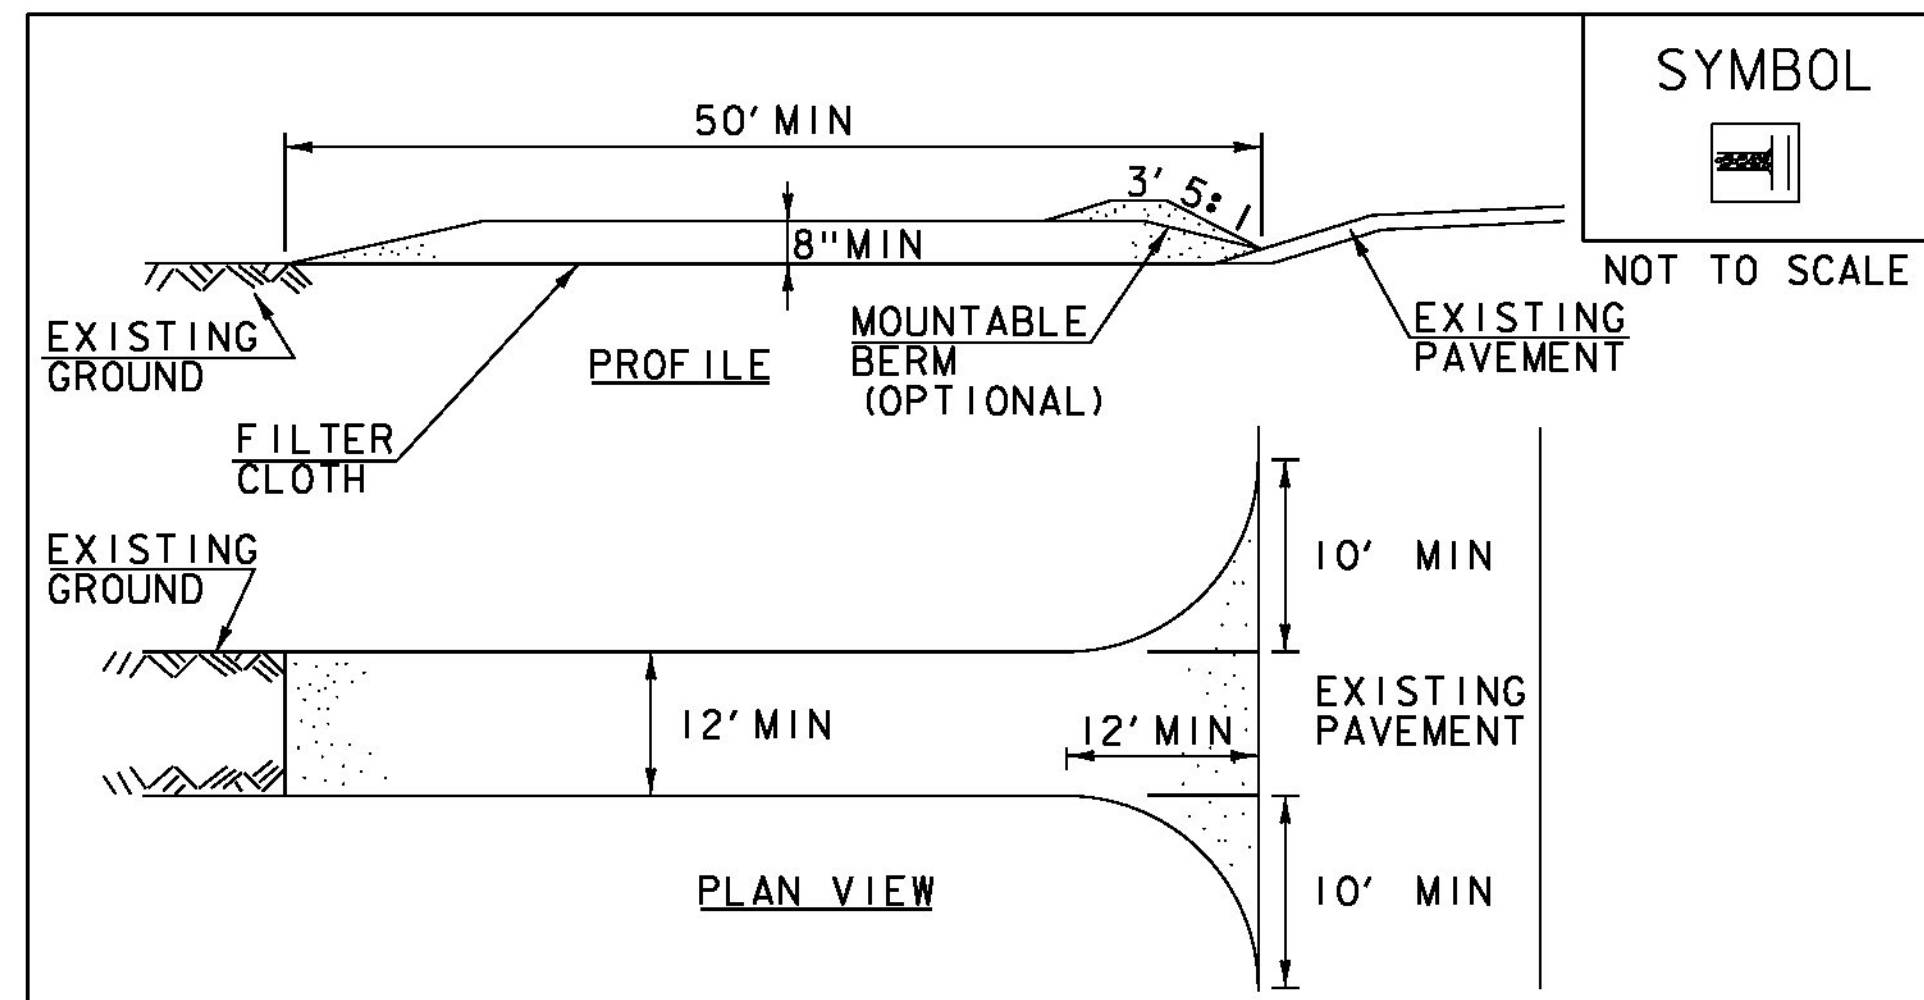 SYMBOL
50' MIN
3' 5:1
8" MIN
NOT TO SCALE
EXISTING
GROUND
PROFILE
MOUNTABLE
BERM
(OPTIONAL)
EXISTING
PAVEMENT
FILTER
CLOTH
EXISTING
GROUND
10' MIN
12' MIN
12' MIN
EXISTING
PAVEMENT
PLAN VIEW
10' MIN